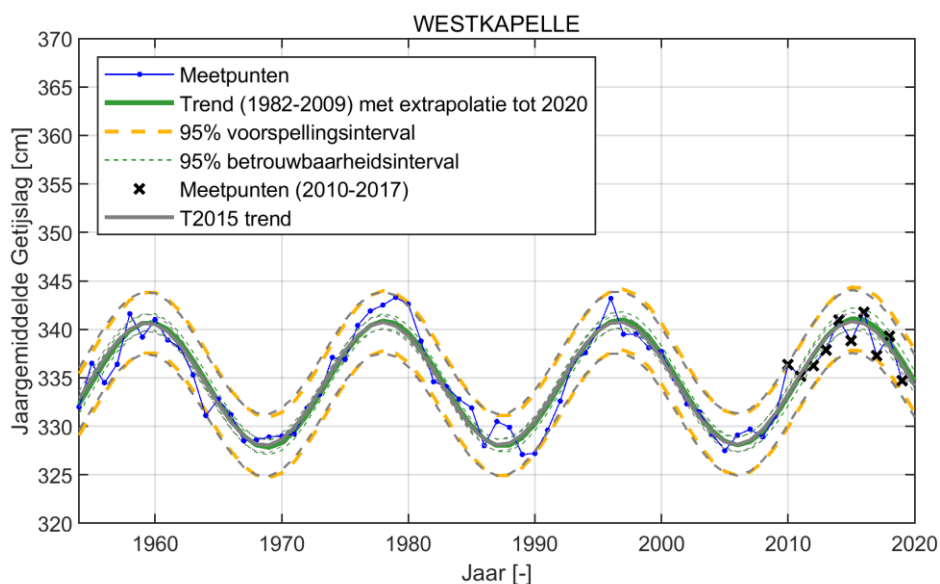 WESTKAPELLE
370
365
360
355
350
345
340
335
330
325
320
Jaargemiddelde Getijslag [cm]
Meetpunten
Trend (1982-2009) met extrapolatie tot 2020
95% voorspellingsinterval
95% betrouwbaarheidsinterval
Meetpunten (2010-2017)
T2015 trend
1960
1970
1980
1990
2000
2010
2020
Jaar [-]